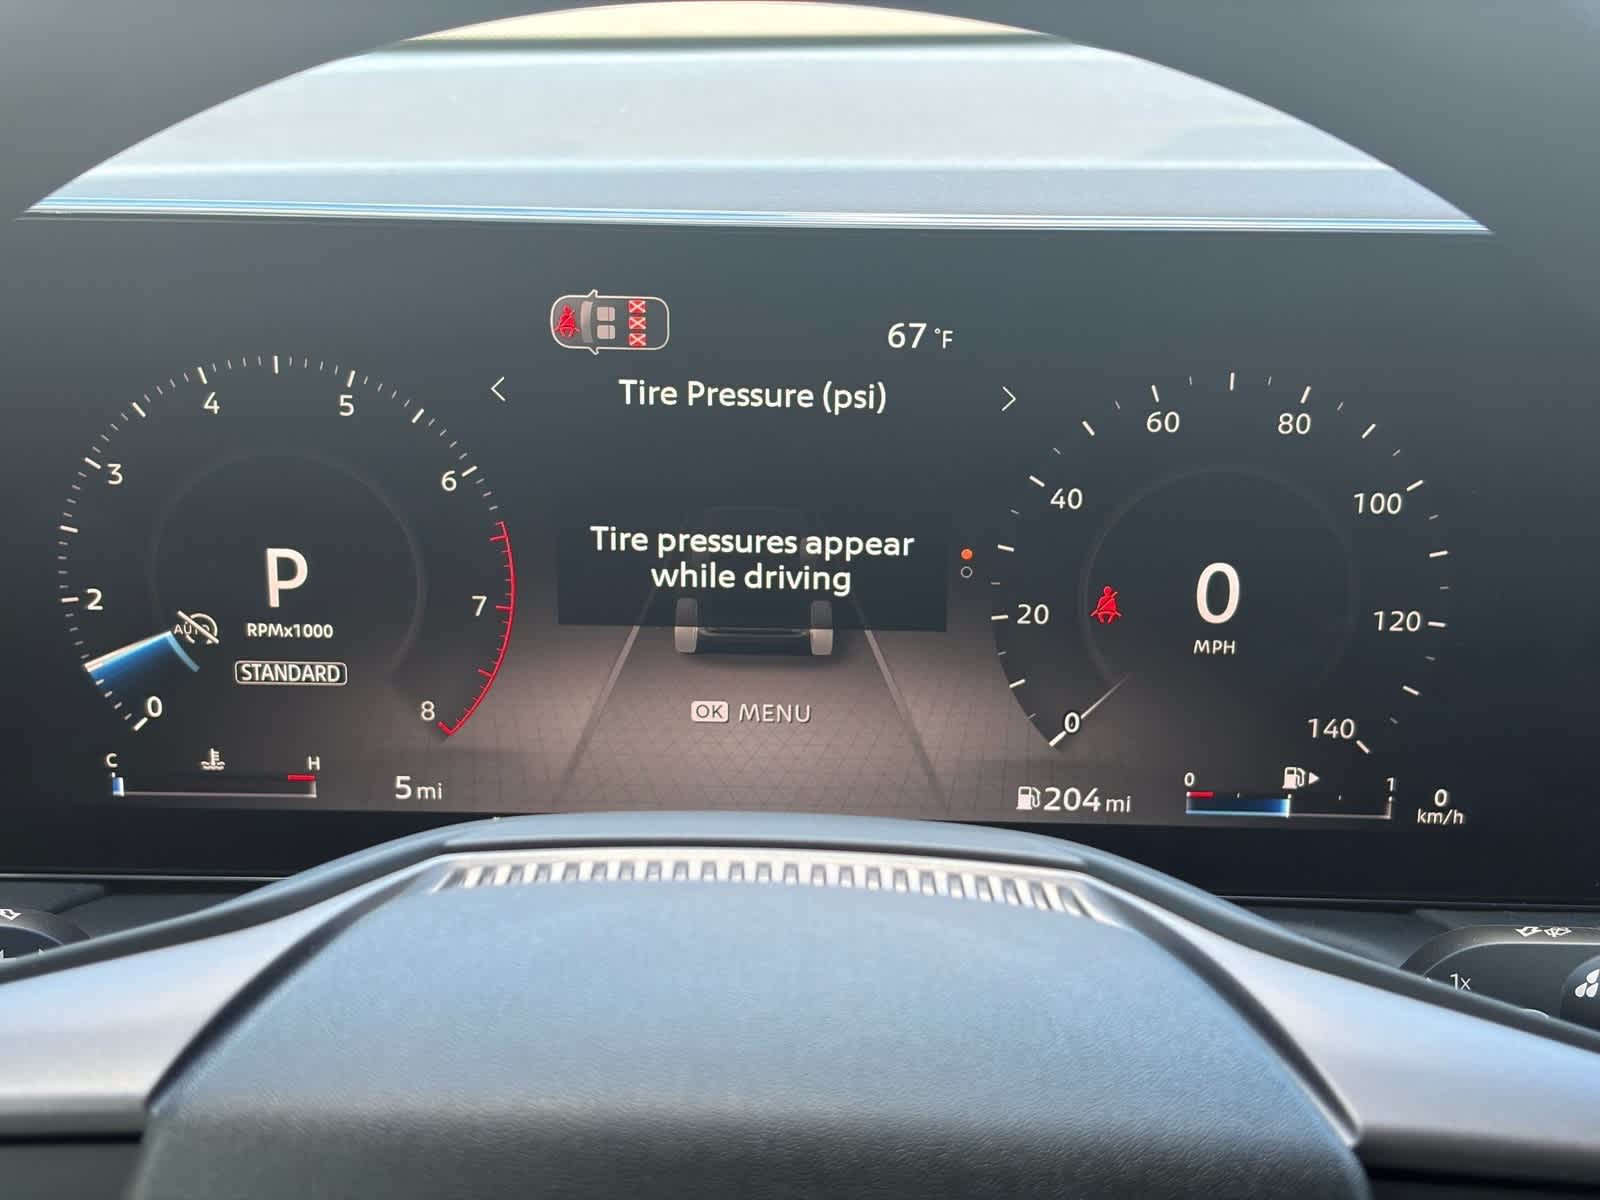 67 °F
Tire Pressure (psi)
4
5
3
6
2
7
0
8
60
80
40
100
20
120
0
140
P
AUTO
RPMx1000
STANDARD
Tire pressures appear
while driving
0
MPH
OK MENU
C
H
5 mi
204 mi
0
1
0
km/h
1x